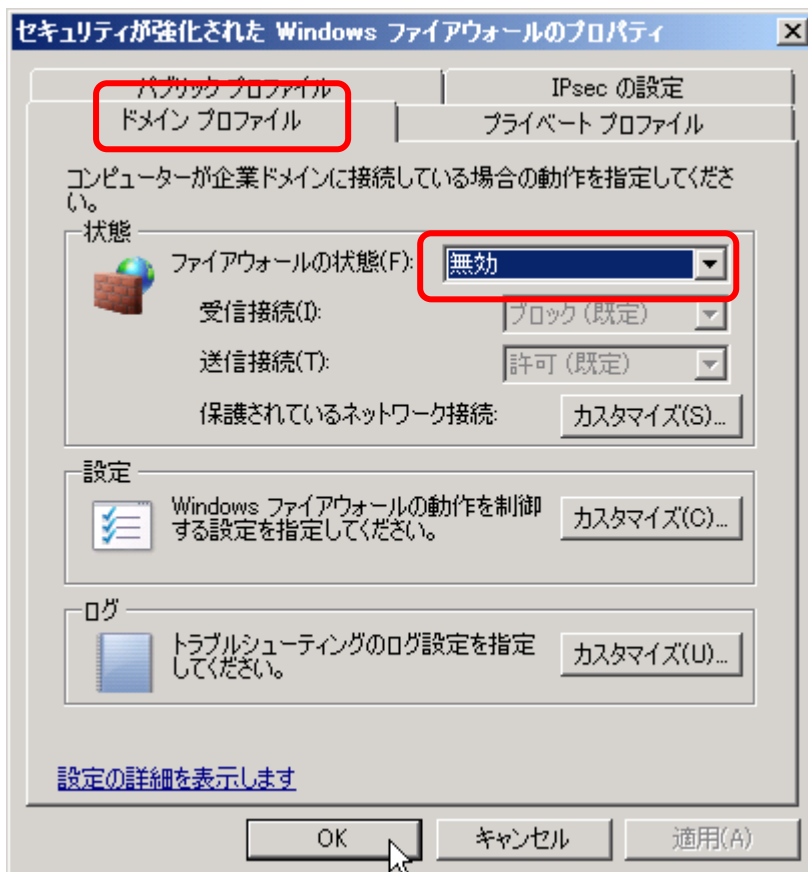 セキュリティが強化された Windows ファイアウォールのプロパティ
パブリック プロファイル
IPsec の設定
ドメイン プロファイル
プライベート プロファイル
コンピューターが企業ドメインに接続している場合の動作を指定してくださ
い。
状態
ファイアウォールの状態(F):
無効
受信接続(I):
ブロック (既定)
送信接続(T):
許可 (既定)
保護されているネットワーク接続:
カスタマイズ(S)...
設定
Windows ファイアウォールの動作を制御
する設定を指定してください。
カスタマイズ(C)...
ログ
トラブルシューティングのログ設定を指定
してください。
カスタマイズ(U)...
設定の詳細を表示します
OK
キャンセル
適用(A)